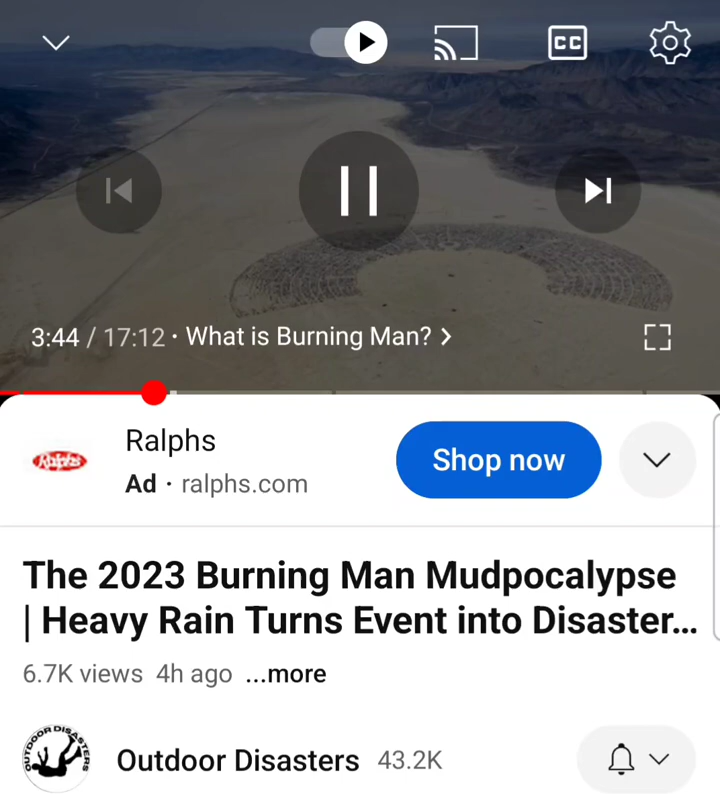 CC
3:44 / 17:12 · What is Burning Man? >
Ralphs
Ralphs
Ad · ralphs.com
Shop now
The 2023 Burning Man Mudpocalypse
| Heavy Rain Turns Event into Disaster...
6.7K views 4h ago ...more
OUTDOOR DISASTERS
Outdoor Disasters 43.2K